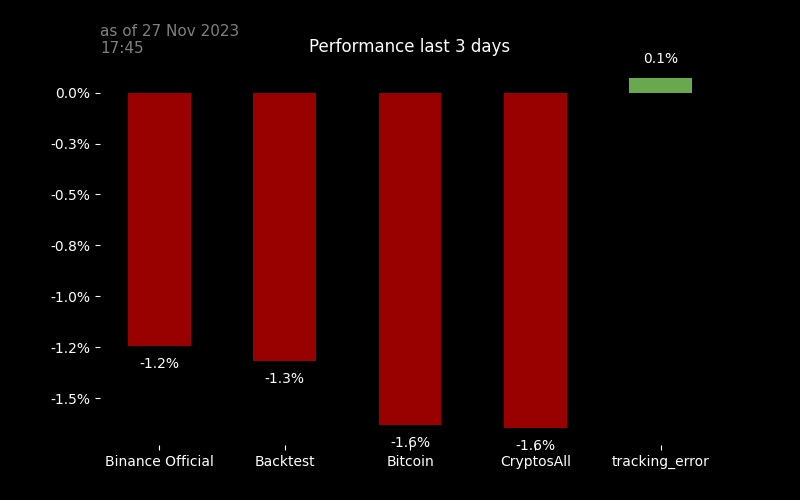 as of 27 Nov 2023
17:45
Performance last 3 days
0.1%
0.0%
-0.3%
-0.5%
-0.8%
-1.0%
-1.2%
-1.5%
-1.2%
-1.3%
-1.6%
-1.6%
Binance Official
Backtest
Bitcoin
CryptosAll
tracking_error